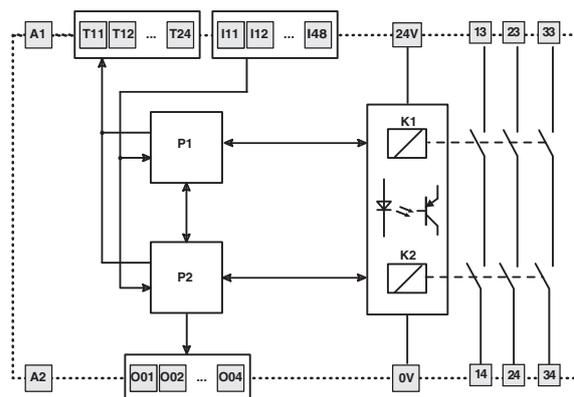 A1 T11 T12 ... T24 I11 I12 ... I48 24V 13 23 33
P1
K1
P2
K2
A2 O01 O02 ... O04 0V 14 24 34